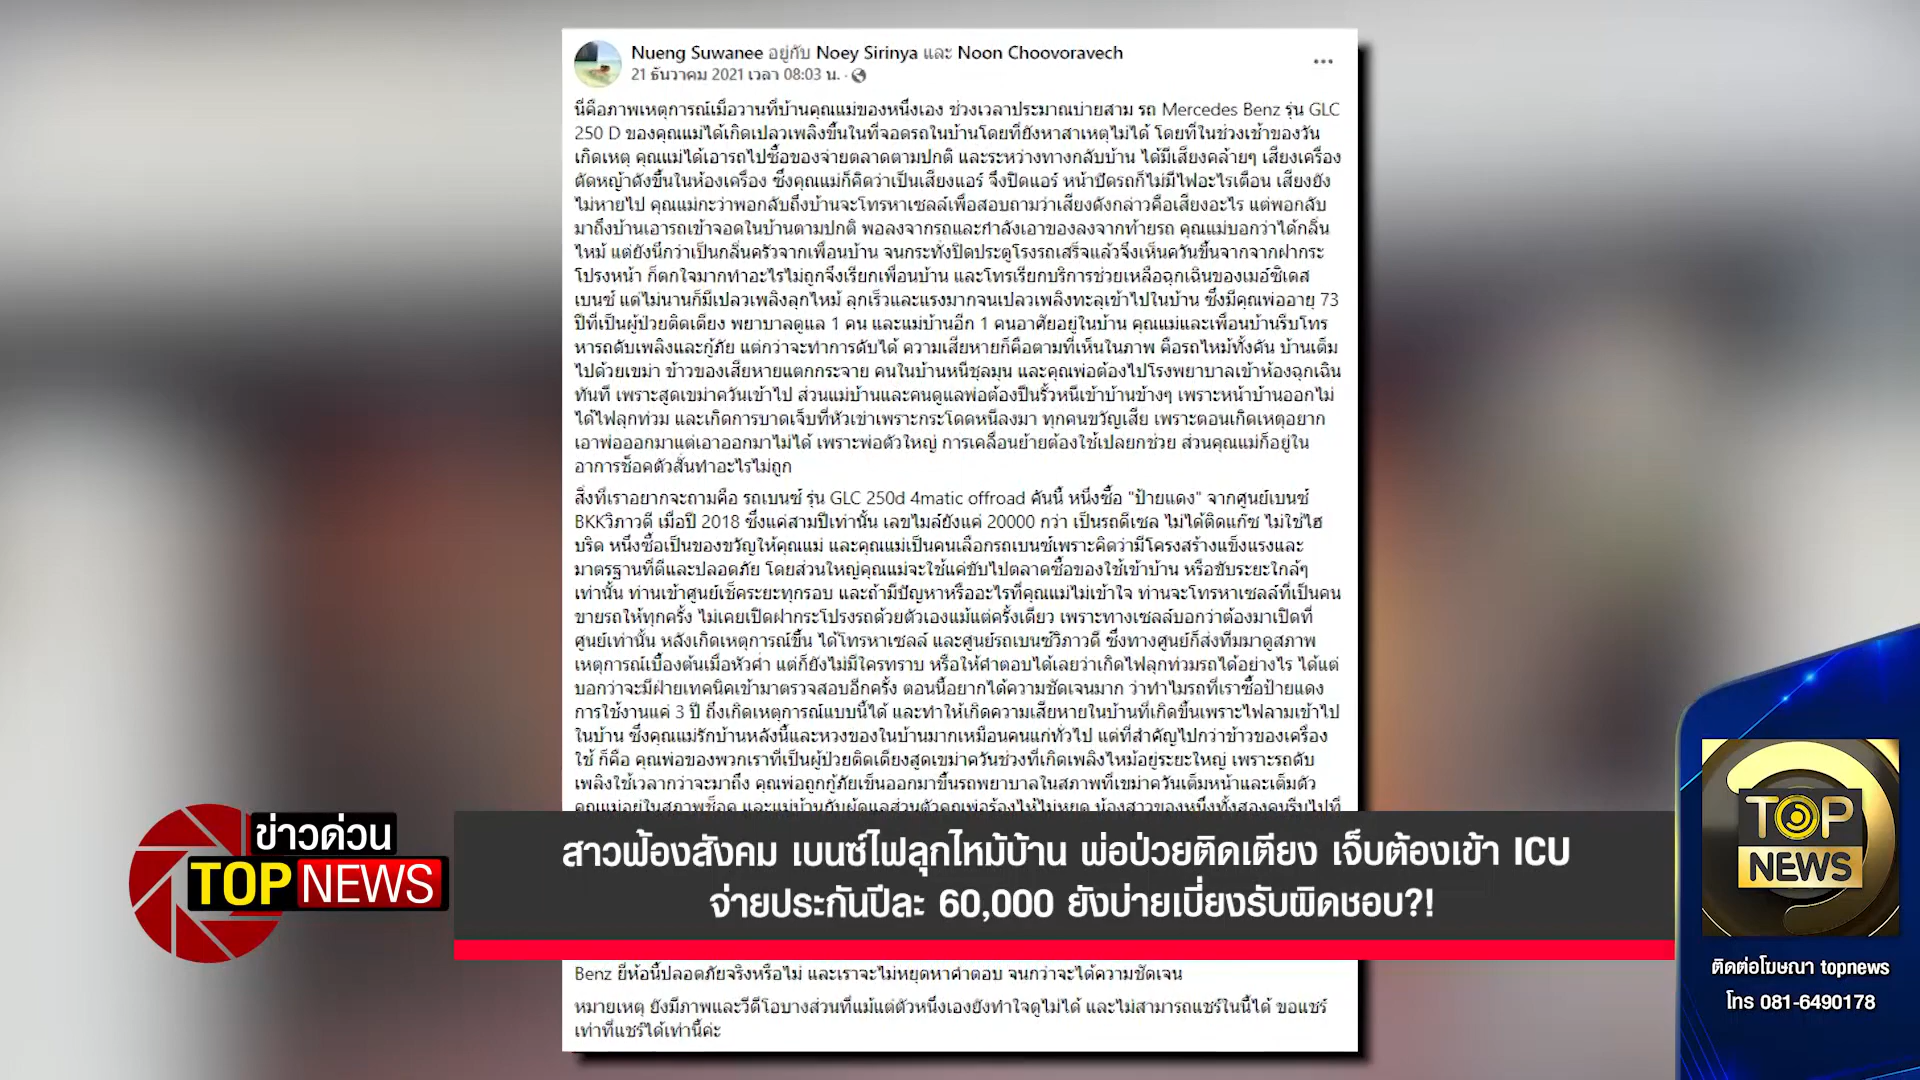 Nueng Suwanee อยู่กับ Noey Sirinya และ Noon Choovoravech
21 ธันวาคม 2021 เวลา 08:03 น.
นี่คือภาพเหตุการณ์เมื่อวานที่บ้านคุณแม่ของหนึ่งเอง ช่วงเวลาประมาณบ่ายสาม รถ Mercedes Benz รุ่น GLC
250 D ของคุณแม่ได้เกิดเปลวเพลิงขึ้นในที่จอดรถในบ้านโดยที่ยังหาสาเหตุไม่ได้ โดยที่ในช่วงเช้าของวัน
เกิดเหตุ คุณแม่ได้เอารถไปซื้อของจ่ายตลาดตามปกติ และระหว่างทางกลับบ้าน ได้มีเสียงคล้ายๆ เสียงเครื่อง
ตัดหญ้าดังขึ้นในห้องเครื่อง ซึ่งคุณแม่ก็คิดว่าเป็นเสียงแอร์ จึงปิดแอร์ หน้าปัดรถก็ไม่มีไฟอะไรเตือน เสียงยัง
ไม่หายไป คุณแม่กะว่าพอกลับถึงบ้านจะโทรหาเซลล์เพื่อสอบถามว่าเสียงดังกล่าวคือเสียงอะไร แต่พอกลับ
มาถึงบ้านเอารถเข้าจอดในบ้านตามปกติ พอลงจากรถและกำลังเอาของลงจากท้ายรถ คุณแม่บอกว่าได้กลิ่น
ไหม้ แต่ยังนึกว่าเป็นกลิ่นครัวจากเพื่อนบ้าน จนกระทั่งปิดประตูโรงรถเสร็จแล้วจึงเห็นควันขึ้นจากจากฝากระ
โปรงหน้า ก็ตกใจมากทำอะไรไม่ถูกจึงเรียกเพื่อนบ้าน และโทรเรียกบริการช่วยเหลือฉุกเฉินของเมอ์ซิเดส
เบนซ์ แต่ไม่นานก็มีเปลวเพลิงลุกไหม้ ลุกเร็วและแรงมากจนเปลวเพลิงทะลุเข้าไปในบ้าน ซึ่งมีคุณพ่ออายุ 73
ปีที่เป็นผู้ป่วยติดเตียง พยาบาลดูแล 1 คน และแม่บ้านอีก 1 คนอาศัยอยู่ในบ้าน คุณแม่และเพื่อนบ้านรีบโทร
หารถดับเพลิงและกู้ภัย แต่กว่าจะทำการดับได้ ความเสียหายก็คือตามที่เห็นในภาพ คือรถไหม้ทั้งคัน บ้านเต็ม
ไปด้วยเขม่า ข้าวของเสียหายแตกกระจาย คนในบ้านหนีชุลมุน และคุณพ่อต้องไปโรงพยาบาลเข้าห้องฉุกเฉิน
ทันที เพราะสูดเขม่าควันเข้าไป ส่วนแม่บ้านและคนดูแลพ่อต้องปีนรั้วหนีเข้าบ้านข้างๆ เพราะหน้าบ้านออกไม่
ได้ไฟลุกท่วม และเกิดการบาดเจ็บที่หัวเข่าเพราะกระโดดหนีลงมา ทุกคนขวัญเสีย เพราะตอนเกิดเหตุอยาก
เอาพ่อออกมาแต่เอาออกมาไม่ได้ เพราะพ่อตัวใหญ่ การเคลื่อนย้ายต้องใช้เปลยกช่วย ส่วนคุณแม่ก็อยู่ใน
อาการช็อคตัวสั่นทำอะไรไม่ถูก
สิ่งที่เราอยากจะถามคือ รถเบนซ์ รุ่น GLC 250d 4matic offroad คันนี้ หนึ่งซื้อ "ป้ายแดง" จากศูนย์เบนซ์
BKKวิภาวดี เมื่อปี 2018 ซึ่งแค่สามปีเท่านั้น เลขไมล์ยังแค่ 20000 กว่า เป็นรถดีเซล ไม่ได้ติดแก๊ซ ไม่ใช่ไฮ
บริด หนึ่งซื้อเป็นของขวัญให้คุณแม่ และคุณแม่เป็นคนเลือกรถเบนซ์เพราะคิดว่ามีโครงสร้างแข็งแรงและ
มาตรฐานที่ดีและปลอดภัย โดยส่วนใหญ่คุณแม่จะใช้แค่ขับไปตลาดซื้อของใช้เข้าบ้าน หรือขับระยะใกล้ๆ
เท่านั้น ท่านเข้าศูนย์เช็คระยะทุกรอบ และถ้ามีปัญหาหรืออะไรที่คุณแม่ไม่เข้าใจ ท่านจะโทรหาเซลล์ที่เป็นคน
ขายรถให้ทุกครั้ง ไม่เคยเปิดฝากระโปรงรถด้วยตัวเองแม้แต่ครั้งเดียว เพราะทางเซลล์บอกว่าต้องมาเปิดที่
ศูนย์เท่านั้น หลังเกิดเหตุการณ์ขึ้น ได้โทรหาเซลล์ และศูนย์รถเบนซ์วิภาวดี ซึ่งทางศูนย์ก็ส่งทีมมาดูสภาพ
เหตุการณ์เบื้องต้นเมื่อหัวค่ำ แต่ก็ยังไม่มีใครทราบ หรือให้คำตอบได้เลยว่าเกิดไฟลุกท่วมรถได้อย่างไร ได้แต่
บอกว่าจะมีฝ่ายเทคนิคเข้ามาตรวจสอบอีกครั้ง ตอนนี้อยากได้ความชัดเจนมาก ว่าทำไมรถที่เราซื้อป้ายแดง
การใช้งานแค่ 3 ปี ถึงเกิดเหตุการณ์แบบนี้ได้ และทำให้เกิดความเสียหายในบ้านที่เกิดขึ้นเพราะไฟลามเข้าไป
ในบ้าน ซึ่งคุณแม่รักบ้านหลังนี้และหวงของในบ้านมากเหมือนคนแก่ทั่วไป แต่ที่สำคัญไปกว่าข้าวของเครื่อง
ใช้ ก็คือ คุณพ่อของพวกเราที่เป็นผู้ป่วยติดเตียงสูดเขม่าควันช่วงที่เกิดเพลิงไหม้อยู่ระยะใหญ่ เพราะรถดับ
เพลิงใช้เวลากว่าจะมาถึง คุณพ่อถูกกู้ภัยเข็นออกมาขึ้นรถพยาบาลในสภาพที่เขม่าควันเต็มหน้าและเต็มตัว
คุณแม่อยู่ในสภาพช็อค และแม่บ้านกับผู้ดูแลส่วนตัวคุณพ่อร้องไห้ไม่หยุด น้องสาวของหนึ่งทั้งสองคนรีบไปที่
ข่าวด่วน
TOP NEWS
สาวฟ้องสังคม เบนซ์ไฟลุกไหม้บ้าน พ่อป่วยติดเตียง เจ็บต้องเข้า ICU
จ่ายประกันปีละ 60,000 ยังบ่ายเบี่ยงรับผิดชอบ?!
Benz ยี่ห้อนี้ปลอดภัยจริงหรือไม่ และเราจะไม่หยุดหาคำตอบ จนกว่าจะได้ความชัดเจน
หมายเหตุ ยังมีภาพและวีดีโอบางส่วนที่แม้แต่ตัวหนึ่งเองยังทำใจดูไม่ได้ และไม่สามารถแชร์ในนี้ได้ ขอแชร์
เท่าที่แชร์ได้เท่านี้ค่ะ
TOP
NEWS
ติดต่อโฆษณา topnews
โทร 081-6490178